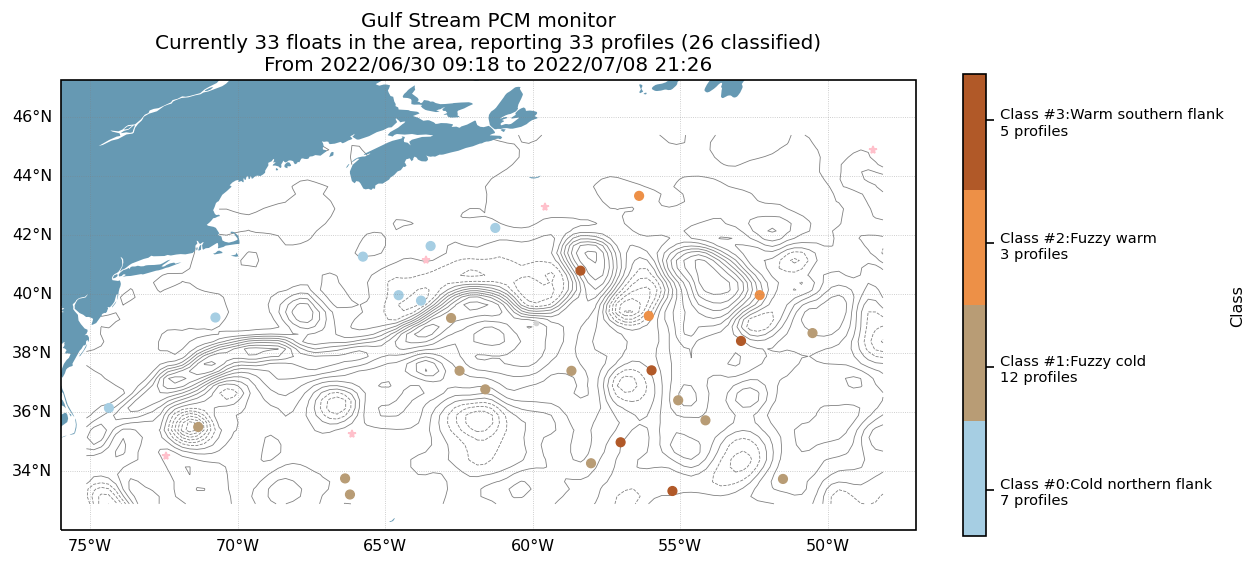 Gulf Stream PCM monitor
Currently 33 floats in the area, reporting 33 profiles (26 classified)
From 2022/06/30 09:18 to 2022/07/08 21:26
46°N
44°N
42°N
40°N
38°N
36°N
34°N
75°W
70°W
65°W
60°W
55°W
50°W
Class #3:Warm southern flank
5 profiles
Class #2:Fuzzy warm
3 profiles
Class #1:Fuzzy cold
12 profiles
Class #0:Cold northern flank
7 profiles
Class